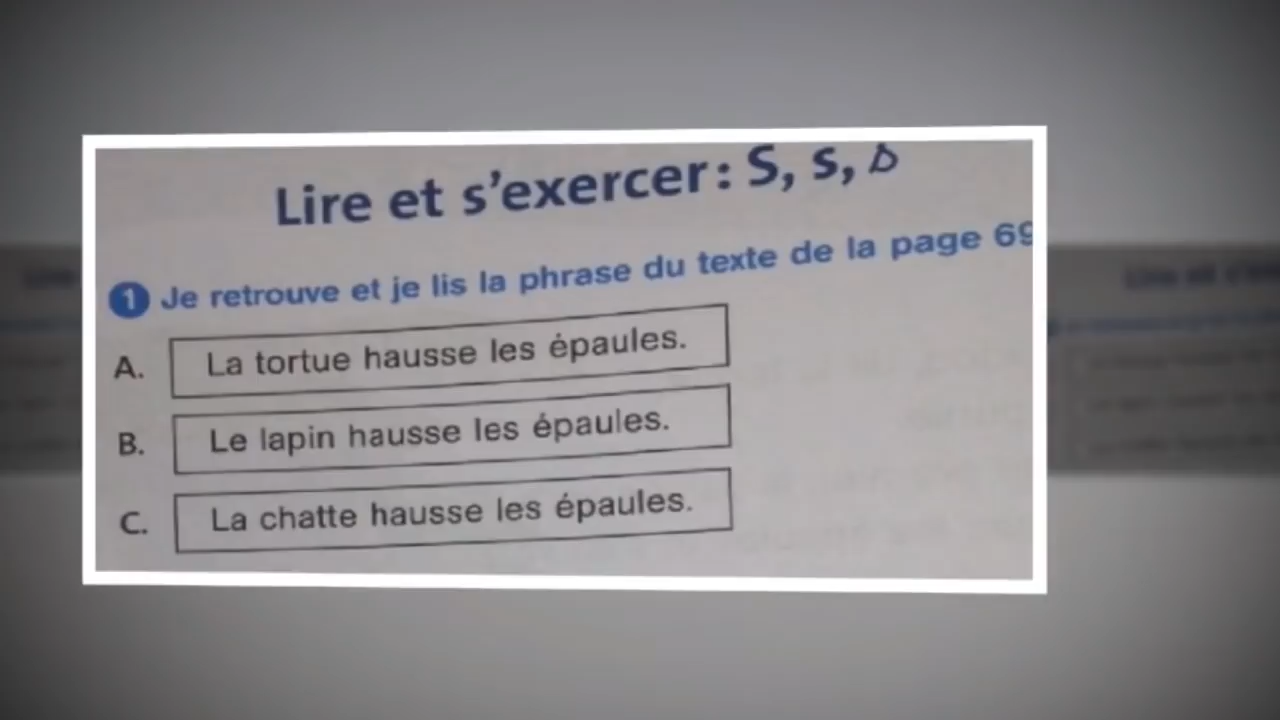 Lire et s'exercer : S, s, s
1 Je retrouve et je lis la phrase du texte de la page 69
A. La tortue hausse les épaules.
B. Le lapin hausse les épaules.
C. La chatte hausse les épaules.